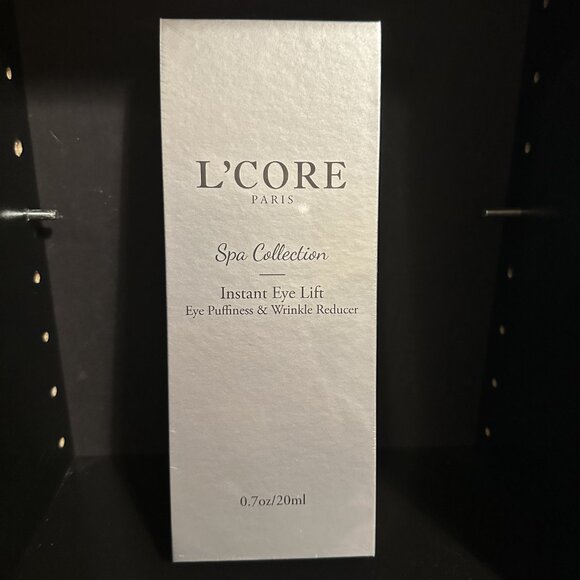 L'CORE
PARIS
Spa Collection
Instant Eye Lift
Eye Puffiness & Wrinkle Reducer
0.7oz/20ml